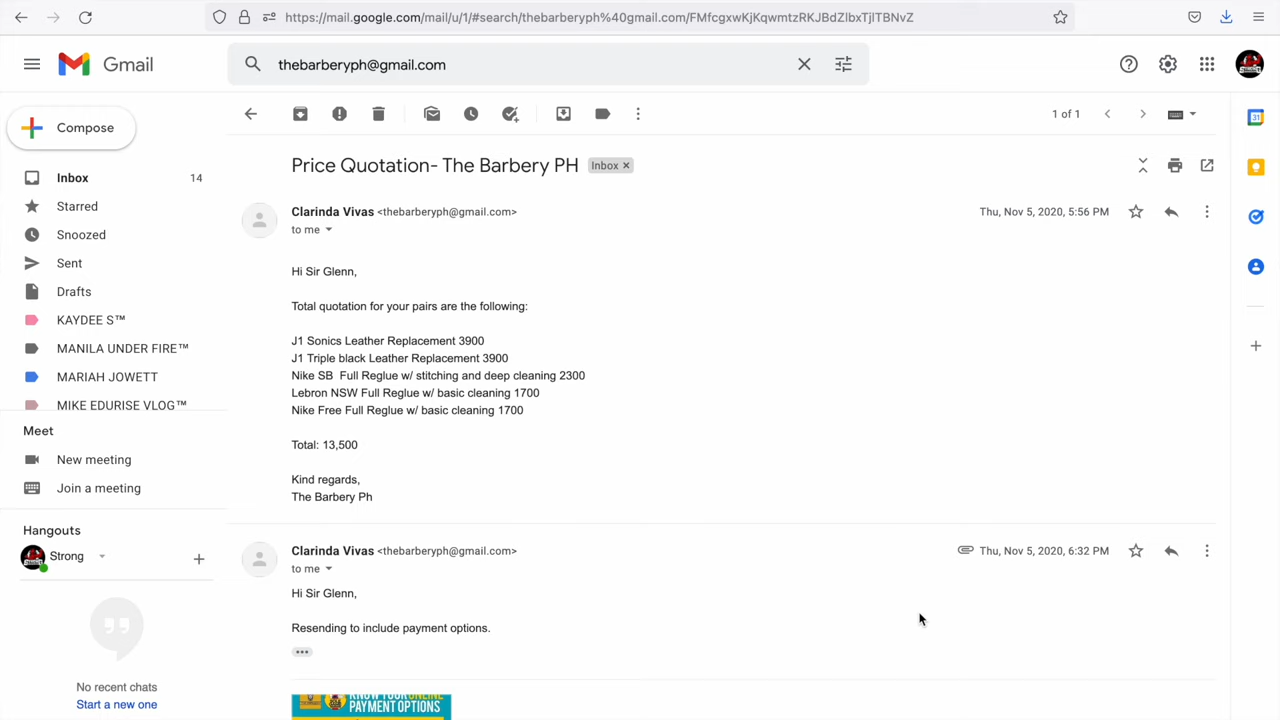 https://mail.google.com/mail/u/1/#search/thebarberyph%40gmail.com/FMfcgxwKjKqwmtzRKJBdZlbxTjlTBNvZ
Gmail
thebarberyph@gmail.com
Compose
1 of 1
31
Inbox 14
Starred
Snoozed
Sent
Drafts
KAYDEE S™
MANILA UNDER FIRE™
MARIAH JOWETT
MIKE EDURISE VLOG™
Meet
New meeting
Join a meeting
Hangouts
Strong
No recent chats
Start a new one
Price Quotation- The Barbery PH Inbox
Clarinda Vivas <thebarberyph@gmail.com> Thu, Nov 5, 2020, 5:56 PM
to me
Hi Sir Glenn,
Total quotation for your pairs are the following:
J1 Sonics Leather Replacement 3900
J1 Triple black Leather Replacement 3900
Nike SB Full Reglue w/ stitching and deep cleaning 2300
Lebron NSW Full Reglue w/ basic cleaning 1700
Nike Free Full Reglue w/ basic cleaning 1700
Total: 13,500
Kind regards,
The Barbery Ph
Clarinda Vivas <thebarberyph@gmail.com> Thu, Nov 5, 2020, 6:32 PM
to me
Hi Sir Glenn,
Resending to include payment options.
KNOW YOUR ONLINE
PAYMENT OPTIONS